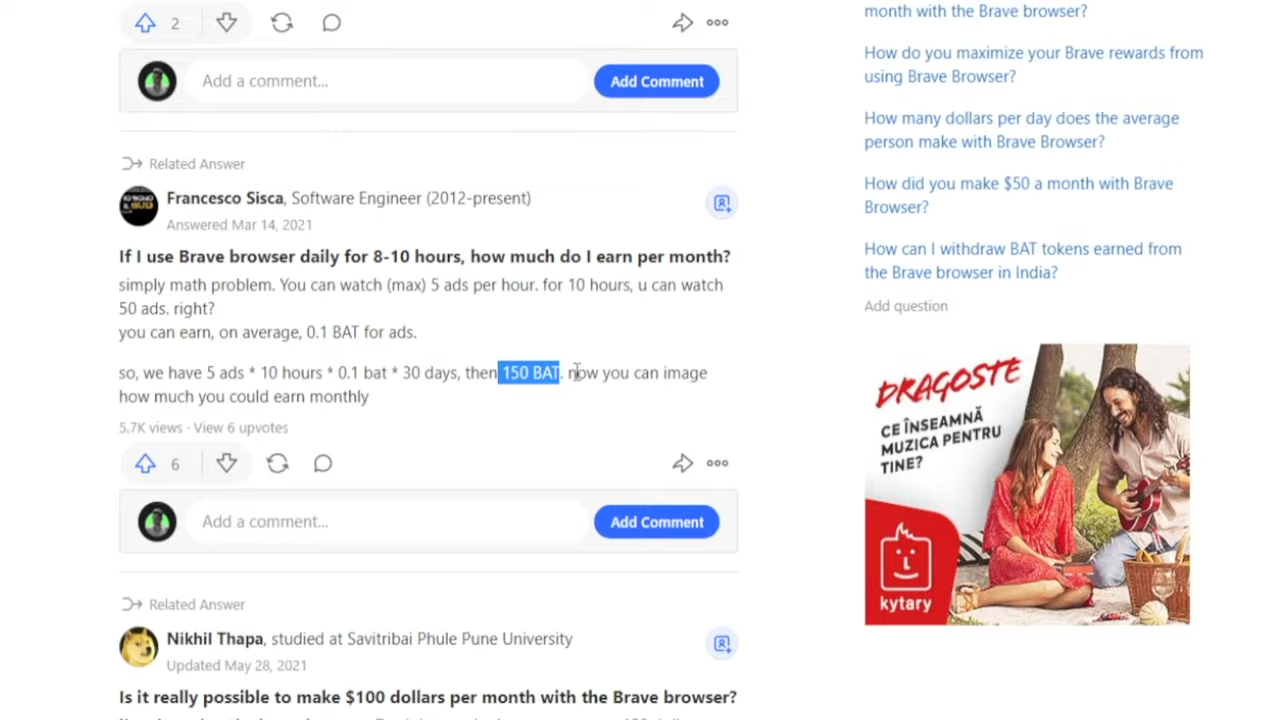 2
Add a comment...
Add Comment
Related Answer
Francesco Sisca, Software Engineer (2012-present)
Answered Mar 14, 2021
If I use Brave browser daily for 8-10 hours, how much do I earn per month?
simply math problem. You can watch (max) 5 ads per hour. for 10 hours, u can watch
50 ads. right?
you can earn, on average, 0.1 BAT for ads.
so, we have 5 ads * 10 hours * 0.1 bat * 30 days, then 150 BAT. now you can image
how much you could earn monthly
5.7K views · View 6 upvotes
6
Add a comment...
Add Comment
Related Answer
Nikhil Thapa, studied at Savitribai Phule Pune University
Updated May 28, 2021
Is it really possible to make $100 dollars per month with the Brave browser?
month with the Brave browser?
How do you maximize your Brave rewards from
using Brave Browser?
How many dollars per day does the average
person make with Brave Browser?
How did you make $50 a month with Brave
Browser?
How can I withdraw BAT tokens earned from
the Brave browser in India?
Add question
DRAGOSTE
CE ÎNSEAMNĂ
MUZICA PENTRU
TINE?
kytary